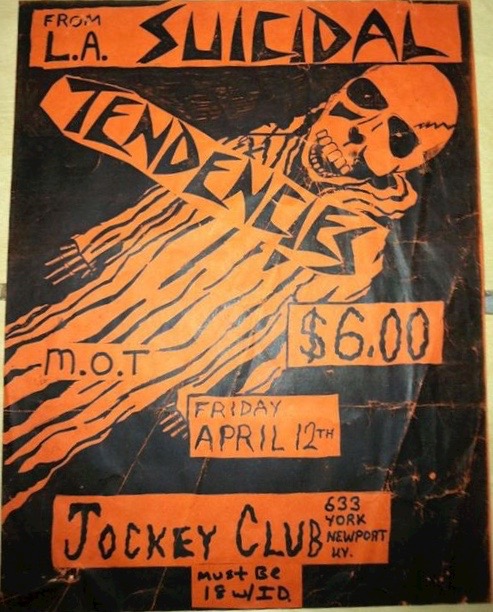 FROM
L.A. SUICIDAL
TENDENCIES
$6.00
M.O.T
FRIDAY
APRIL 12TH
JOCKEY CLUB
633
YORK
NEWPORT
KY.
MUST BE
18 W/I.D.